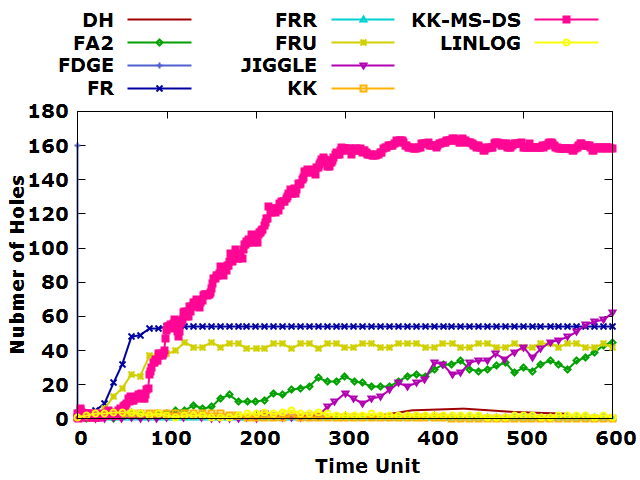 DH FRR KK-MS-DS
FA2 FRU LINLOG
FDGE JIGGLE
FR KK
180
160
140
120
100
80
60
40
20
0
Nubmer of Holes
0 100 200 300 400 500 600
Time Unit